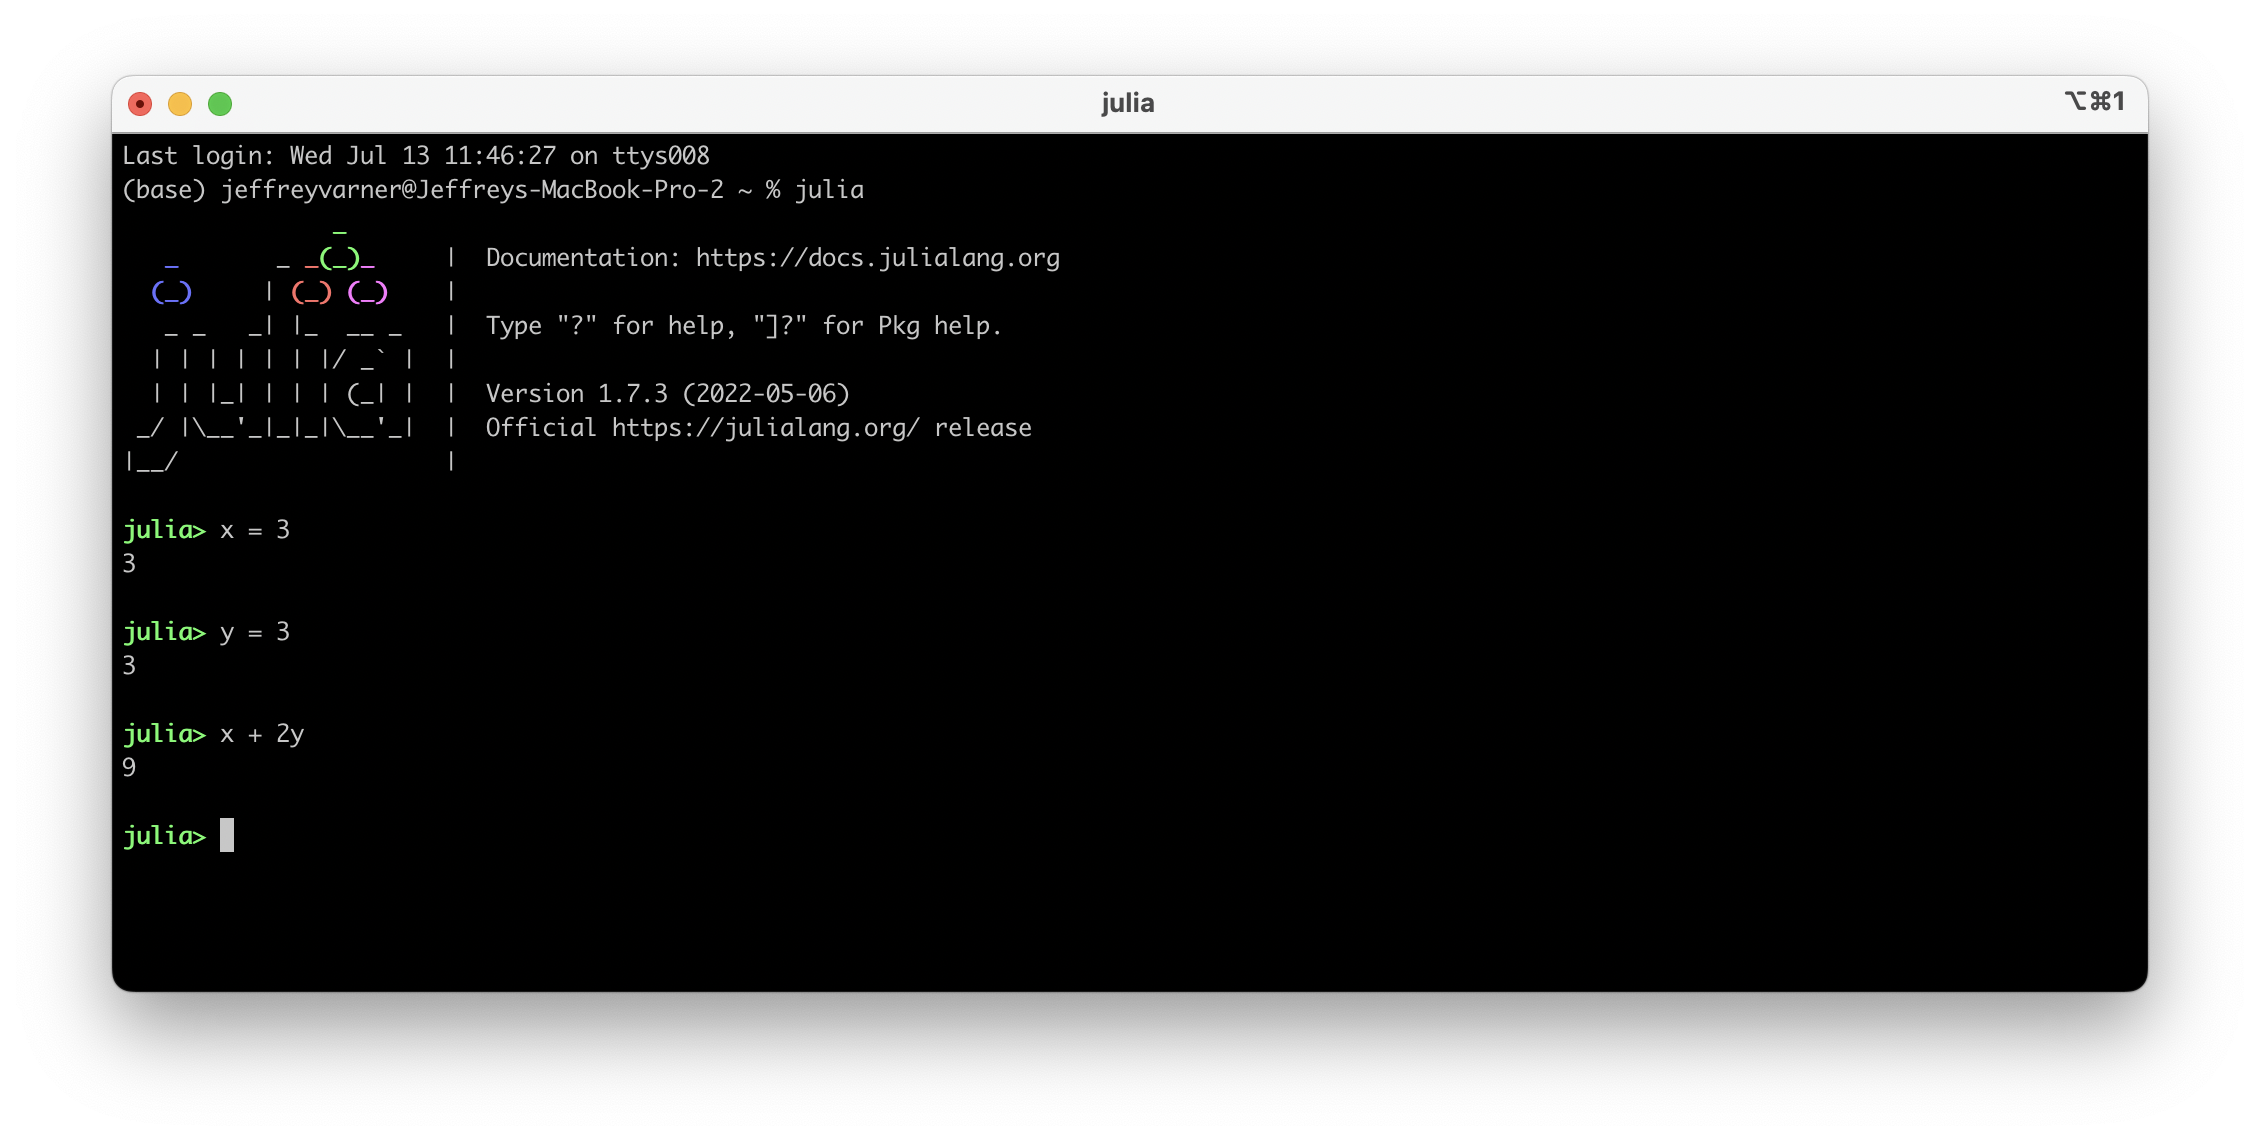 julia
⌥⌘1
Last login: Wed Jul 13 11:46:27 on ttys008
(base) jeffreyvarner@Jeffreys-MacBook-Pro-2 ~ % julia
               _
   _       _ _(_)_     |  Documentation: https://docs.julialang.org
  (_)     | (_) (_)    |
   _ _   _| |_  __ _   |  Type "?" for help, "]?" for Pkg help.
  | | | | | | |/ _` |  |
  | | |_| | | | (_| |  |  Version 1.7.3 (2022-05-06)
 _/ |\__'_|_|_|\__'_|  |  Official https://julialang.org/ release
|__/                   |
julia> x = 3
3
julia> y = 3
3
julia> x + 2y
9
julia>